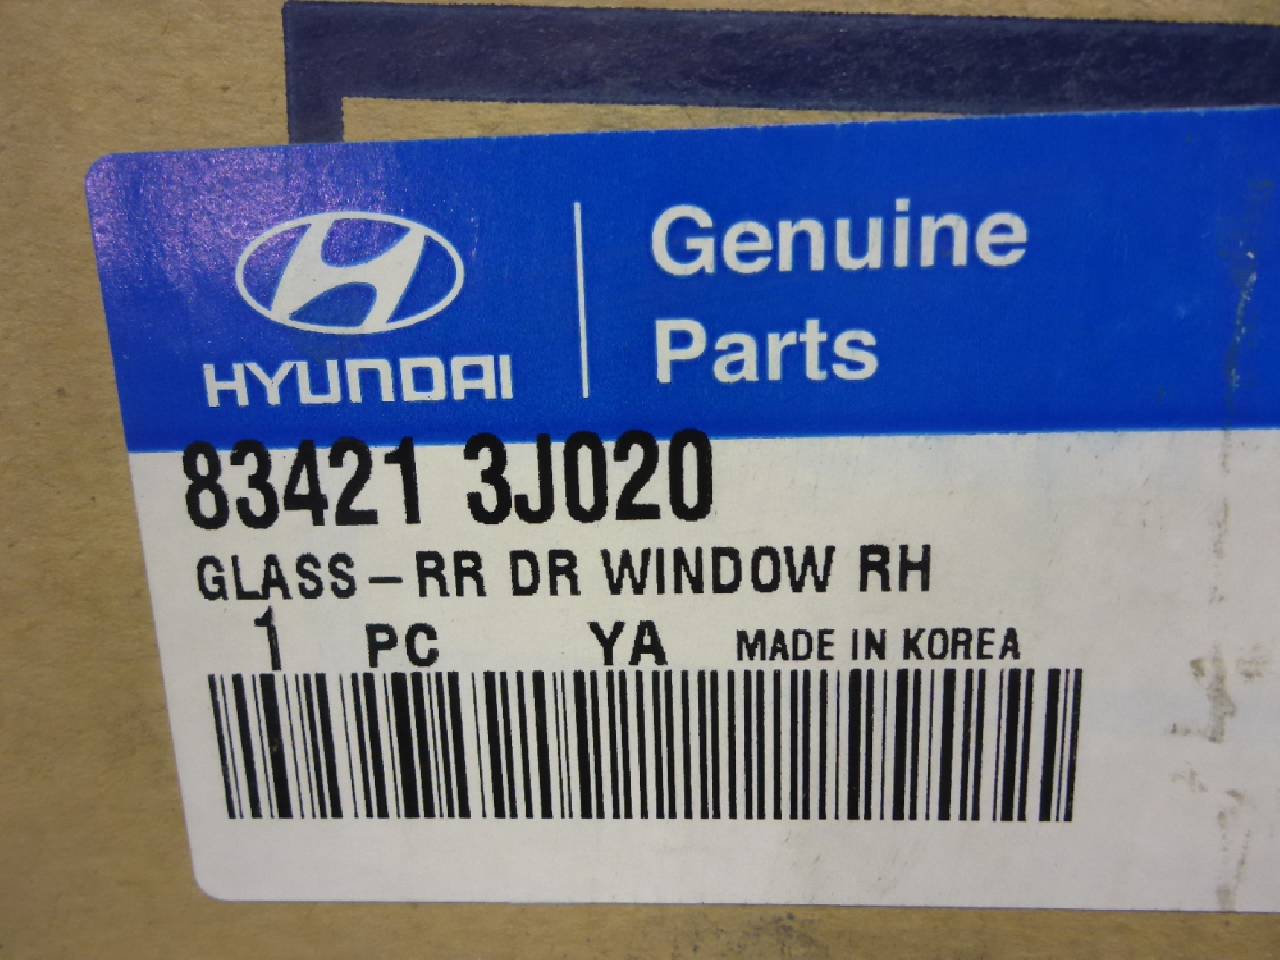 HYUNDAI
Genuine
Parts
83421 3J020
GLASS-RR DR WINDOW RH
1 PC YA MADE IN KOREA